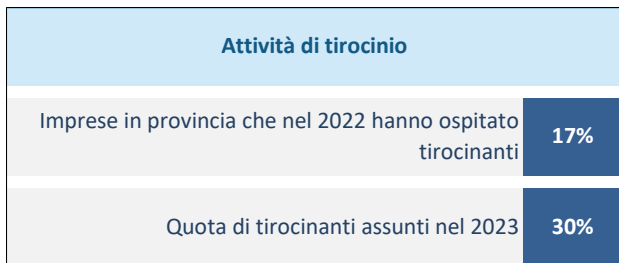 Attività di tirocinio
Imprese in provincia che nel 2022 hanno ospitato
tirocinanti
17%
Quota di tirocinanti assunti nel 2023
30%